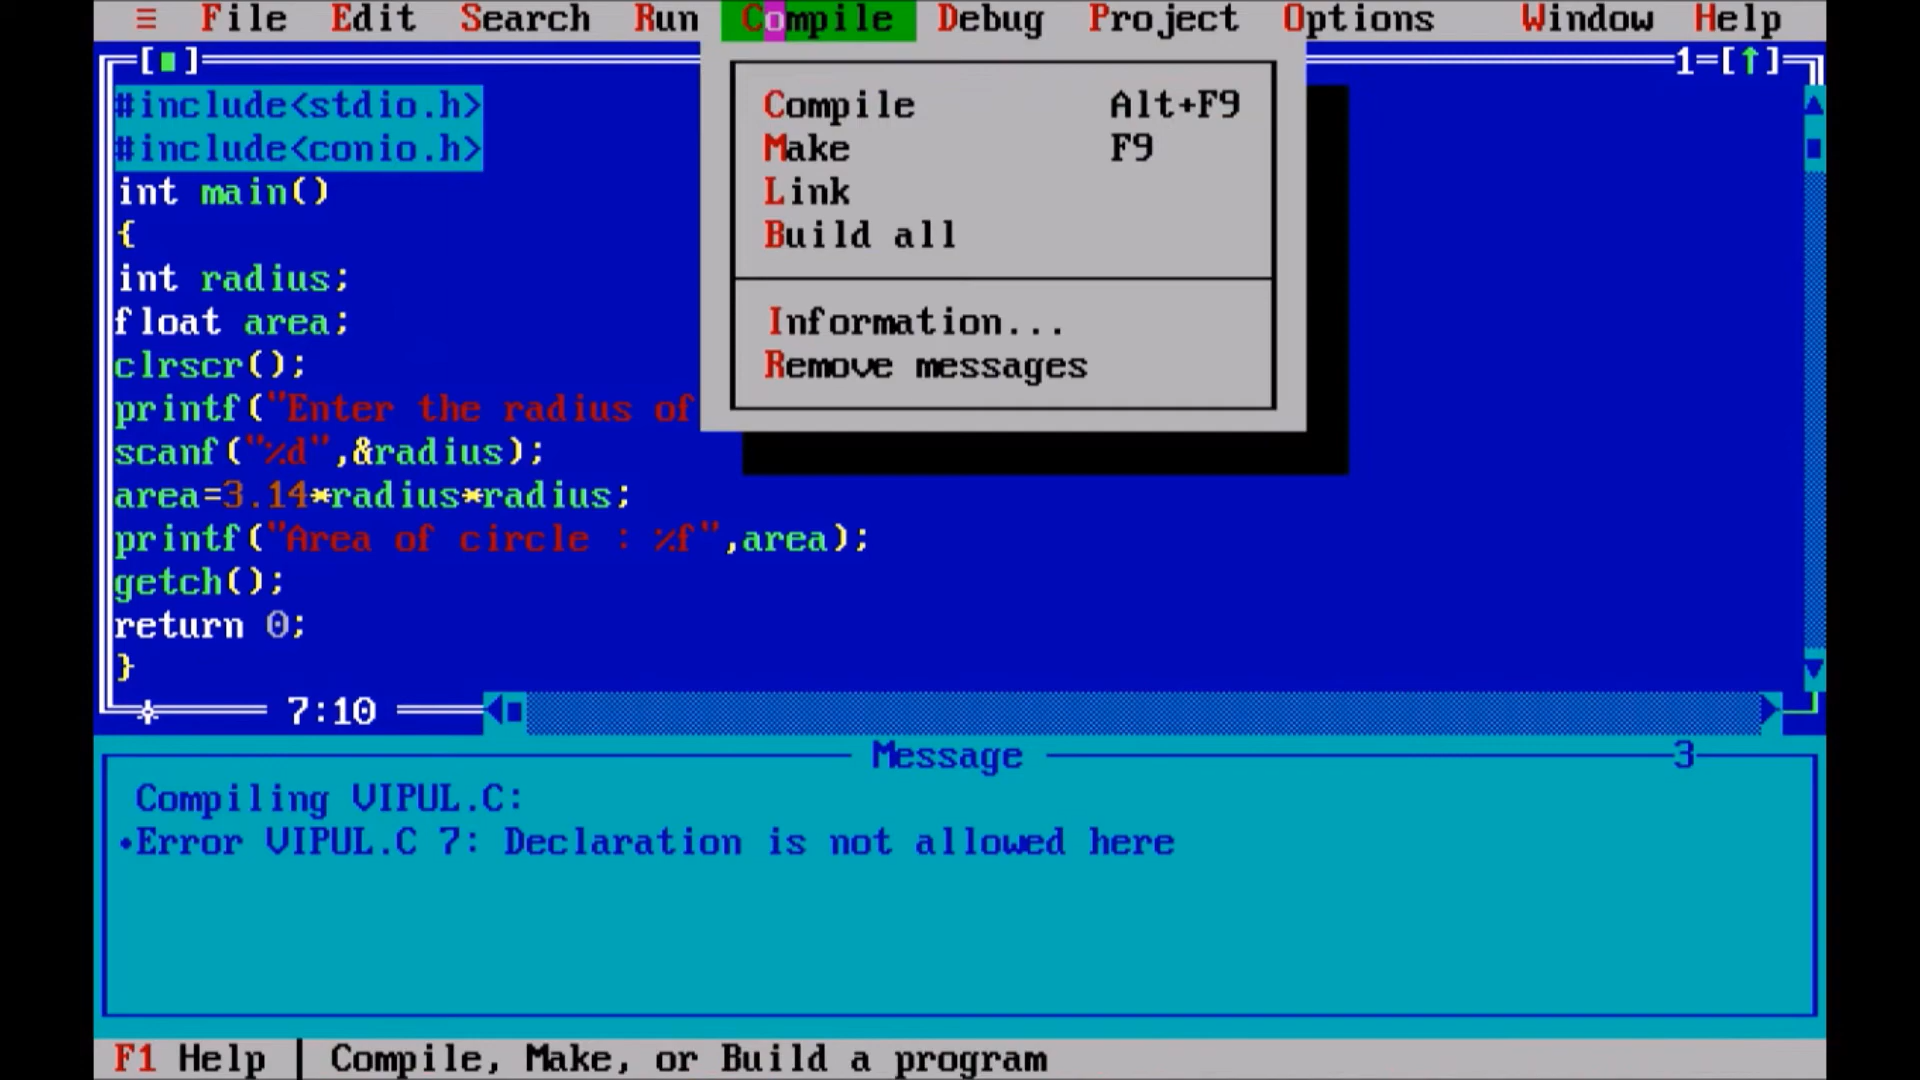 ≡ File Edit Search Run Compile Debug Project Options Window Help
[■] 1=[↑]
#include<stdio.h>
#include<conio.h>
int main()
{
int radius;
float area;
clrscr();
printf("Enter the radius of
scanf("%d",&radius);
area=3.14*radius*radius;
printf("Area of circle : %f",area);
getch();
return 0;
}
Compile Alt+F9
Make F9
Link
Build all
Information...
Remove messages
7:10
Message 3
Compiling VIPUL.C:
•Error VIPUL.C 7: Declaration is not allowed here
F1 Help | Compile, Make, or Build a program